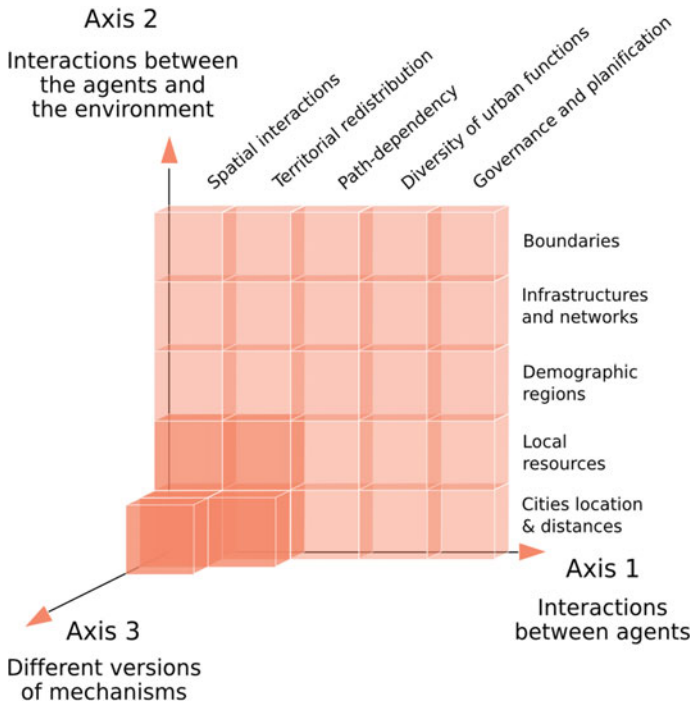 Axis 2
Interactions between
the agents and
the environment
Spatial interactions
Territorial redistribution
Path-dependency
Diversity of urban functions
Governance and planification
Boundaries
Infrastructures
and networks
Demographic
regions
Local
resources
Cities location
& distances
Axis 1
Interactions
between agents
Axis 3
Different versions
of mechanisms